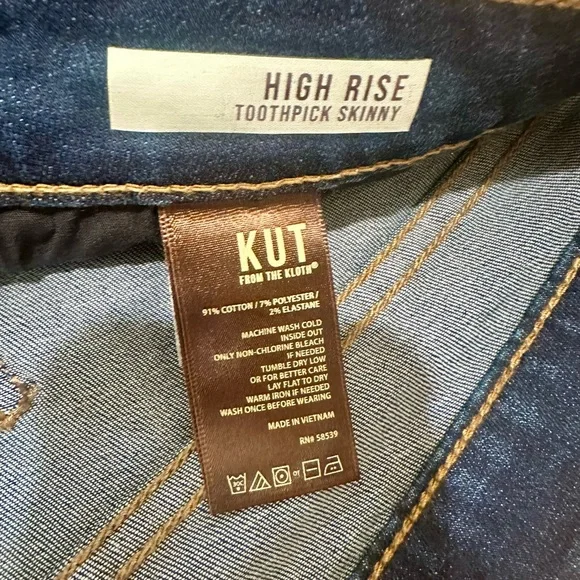 HIGH RISE
TOOTHPICK SKINNY
KUT
FROM THE KLOTH®
91% COTTON / 7% POLYESTER /
2% ELASTANE
MACHINE WASH COLD
INSIDE OUT
ONLY NON-CHLORINE BLEACH
IF NEEDED
TUMBLE DRY LOW
OR FOR BETTER CARE
LAY FLAT TO DRY
WARM IRON IF NEEDED
WASH ONCE BEFORE WEARING
MADE IN VIETNAM
RN# 58539
or